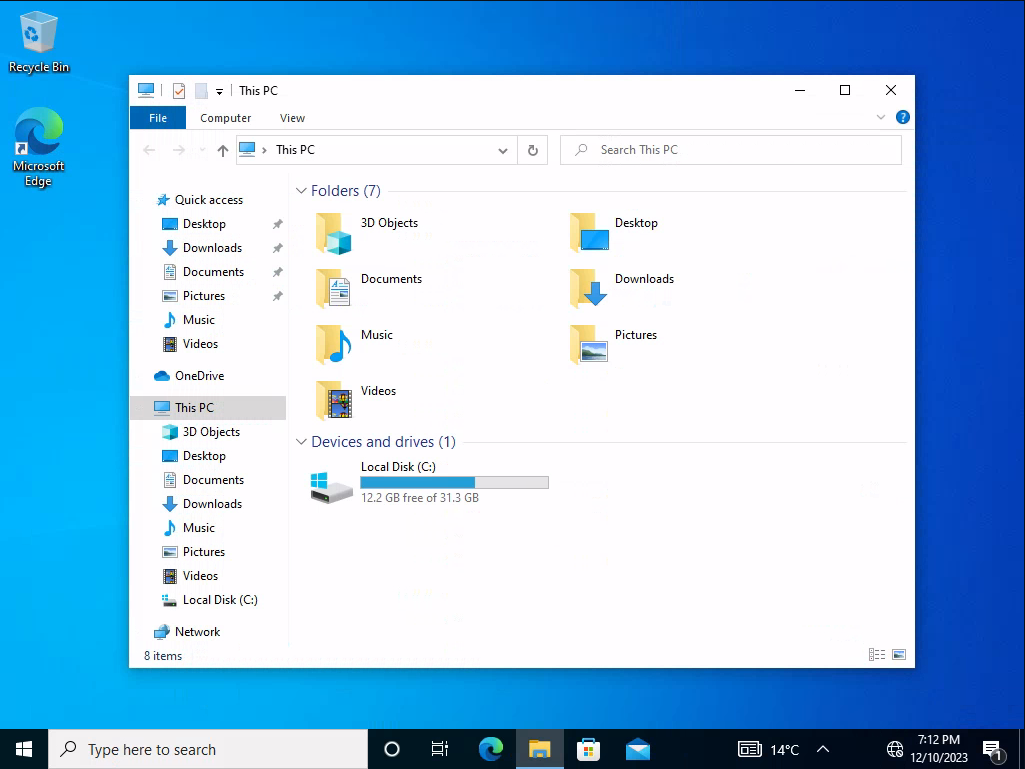 Recycle Bin
Microsoft
Edge
This PC
File
Computer
View
?
This PC
Search This PC
Quick access
Desktop
Downloads
Documents
Pictures
Music
Videos
OneDrive
This PC
3D Objects
Desktop
Documents
Downloads
Music
Pictures
Videos
Local Disk (C:)
Network
Folders (7)
3D Objects
Desktop
Documents
Downloads
Music
Pictures
Videos
Devices and drives (1)
Local Disk (C:)
12.2 GB free of 31.3 GB
8 items
Type here to search
14°C
7:12 PM
12/10/2023
1